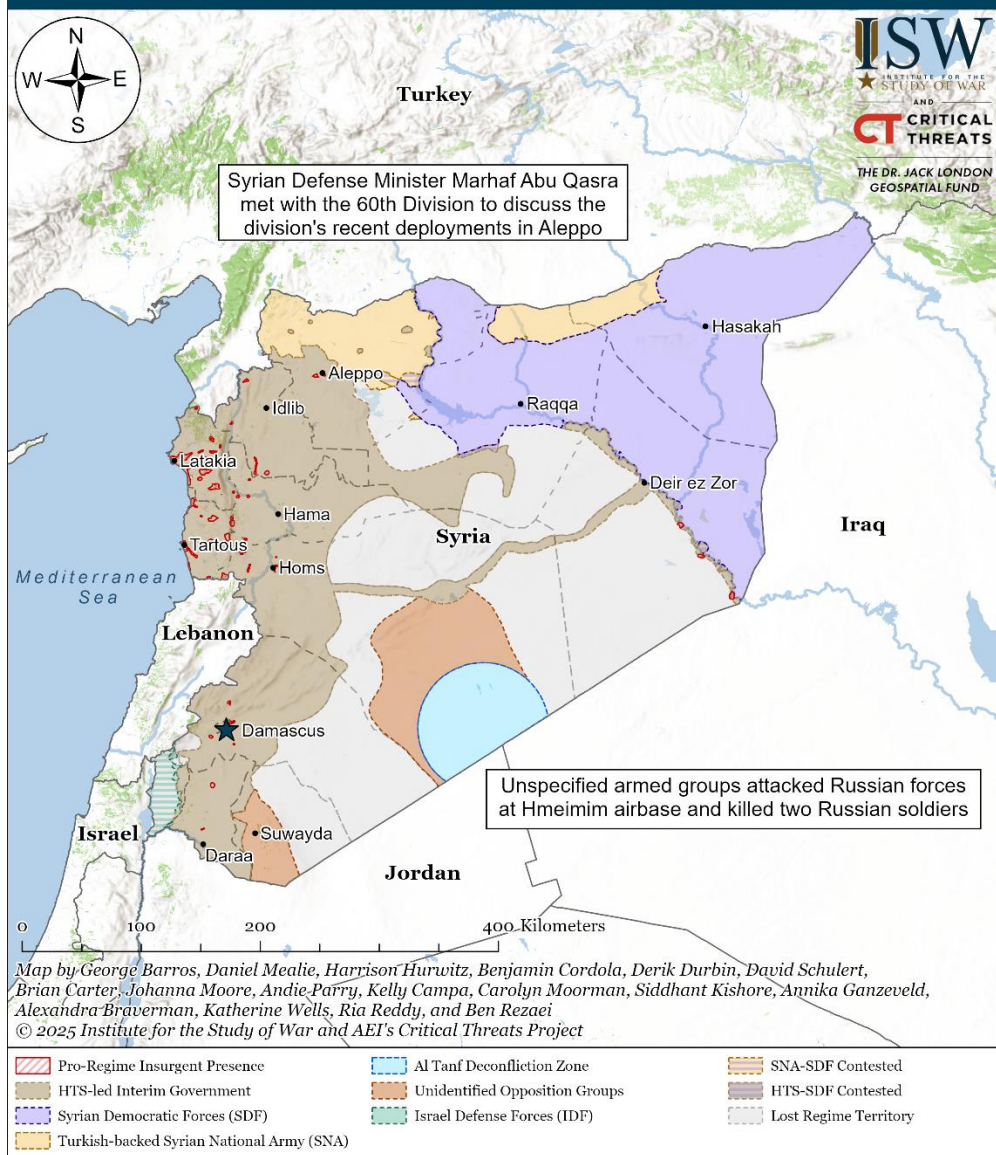 N
W E
S
ISW
INSTITUTE FOR THE
STUDY OF WAR
AND
CT CRITICAL
THREATS
THE DR. JACK LONDON
GEOSPATIAL FUND
Turkey
Syrian Defense Minister Marhaf Abu Qasra
met with the 60th Division to discuss the
division's recent deployments in Aleppo
Hasakah
Aleppo
Raqqa
Idlib
Latakia
Deir ez Zor
Hama
Syria
Iraq
Tartous
Homs
Mediterranean
Sea
Lebanon
Damascus
Unspecified armed groups attacked Russian forces
at Hmeimim airbase and killed two Russian soldiers
Israel
Suwayda
Daraa
Jordan
0 100 200 400 Kilometers
Map by George Barros, Daniel Mealie, Harrison Hurwitz, Benjamin Cordola, Derik Durbin, David Schulert,
Brian Carter, Johanna Moore, Andie Parry, Kelly Campa, Carolyn Moorman, Siddhant Kishore, Annika Ganzeveld,
Alexandra Braverman, Katherine Wells, Ria Reddy, and Ben Rezaei
© 2025 Institute for the Study of War and AEI's Critical Threats Project
Pro-Regime Insurgent Presence
HTS-led Interim Government
Syrian Democratic Forces (SDF)
Turkish-backed Syrian National Army (SNA)
Al Tanf Deconfliction Zone
Unidentified Opposition Groups
Israel Defense Forces (IDF)
SNA-SDF Contested
HTS-SDF Contested
Lost Regime Territory